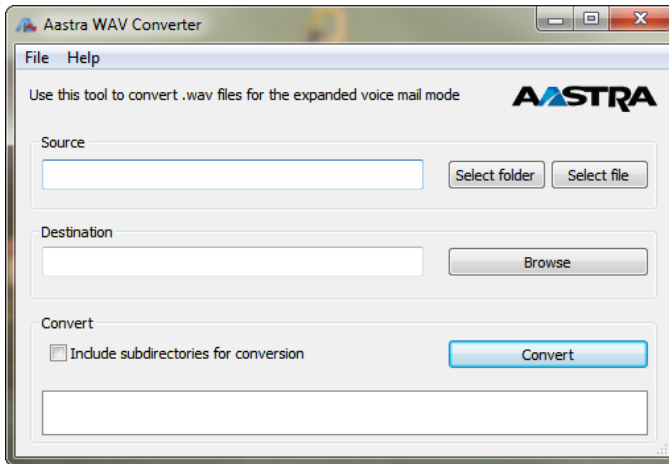 Aastra WAV Converter
File Help
Use this tool to convert .wav files for the expanded voice mail mode
AASTRA
Source
Select folder Select file
Destination
Browse
Convert
Include subdirectories for conversion
Convert